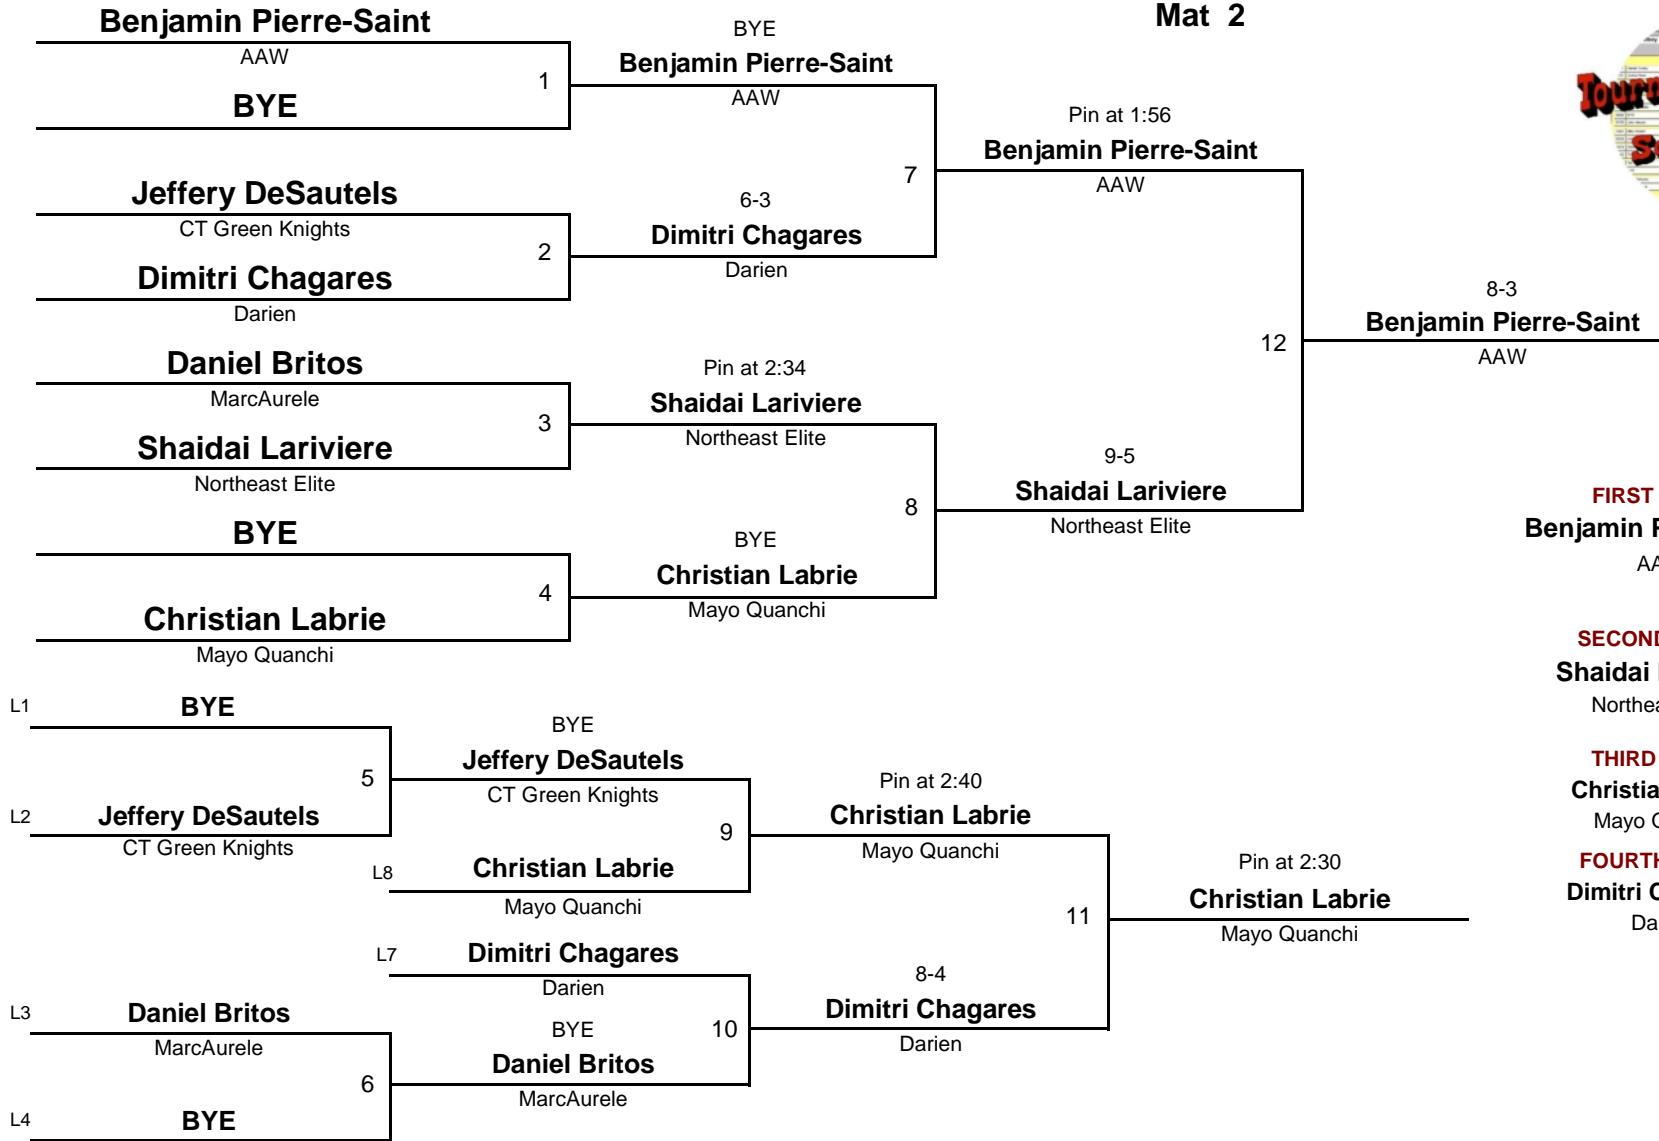 Mat 2
Benjamin Pierre-Saint
AAW
1
BYE
BYE
Benjamin Pierre-Saint
AAW
Jeffery DeSautels
CT Green Knights
2
Dimitri Chagares
Darien
6-3
Dimitri Chagares
Darien
7
Pin at 1:56
Benjamin Pierre-Saint
AAW
Daniel Britos
MarcAurele
3
Shaidai Lariviere
Northeast Elite
Pin at 2:34
Shaidai Lariviere
Northeast Elite
BYE
4
Christian Labrie
Mayo Quanchi
BYE
Christian Labrie
Mayo Quanchi
8
9-5
Shaidai Lariviere
Northeast Elite
12
8-3
Benjamin Pierre-Saint
AAW
L1
BYE
5
L2
Jeffery DeSautels
CT Green Knights
BYE
Jeffery DeSautels
CT Green Knights
9
L8
Christian Labrie
Mayo Quanchi
Pin at 2:40
Christian Labrie
Mayo Quanchi
L7
Dimitri Chagares
Darien
L3
Daniel Britos
MarcAurele
6
L4
BYE
BYE
Daniel Britos
MarcAurele
10
8-4
Dimitri Chagares
Darien
11
Pin at 2:30
Christian Labrie
Mayo Quanchi
FIRST
Benjamin
SECOND
Shaidai
THIRD
FOURTH
Dimitri